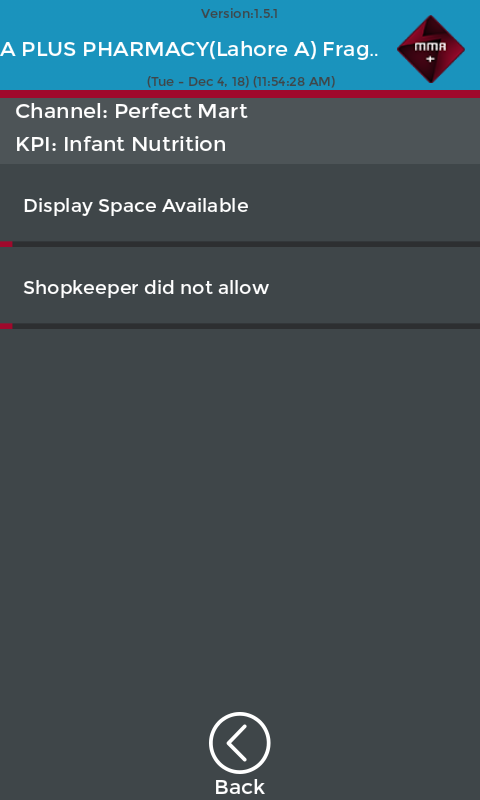 Version:1.5.1
A PLUS PHARMACY(Lahore A) Frag..
MMA
+
(Tue - Dec 4, 18) (11:54:28 AM)
Channel: Perfect Mart
KPI: Infant Nutrition
Display Space Available
Shopkeeper did not allow
Back